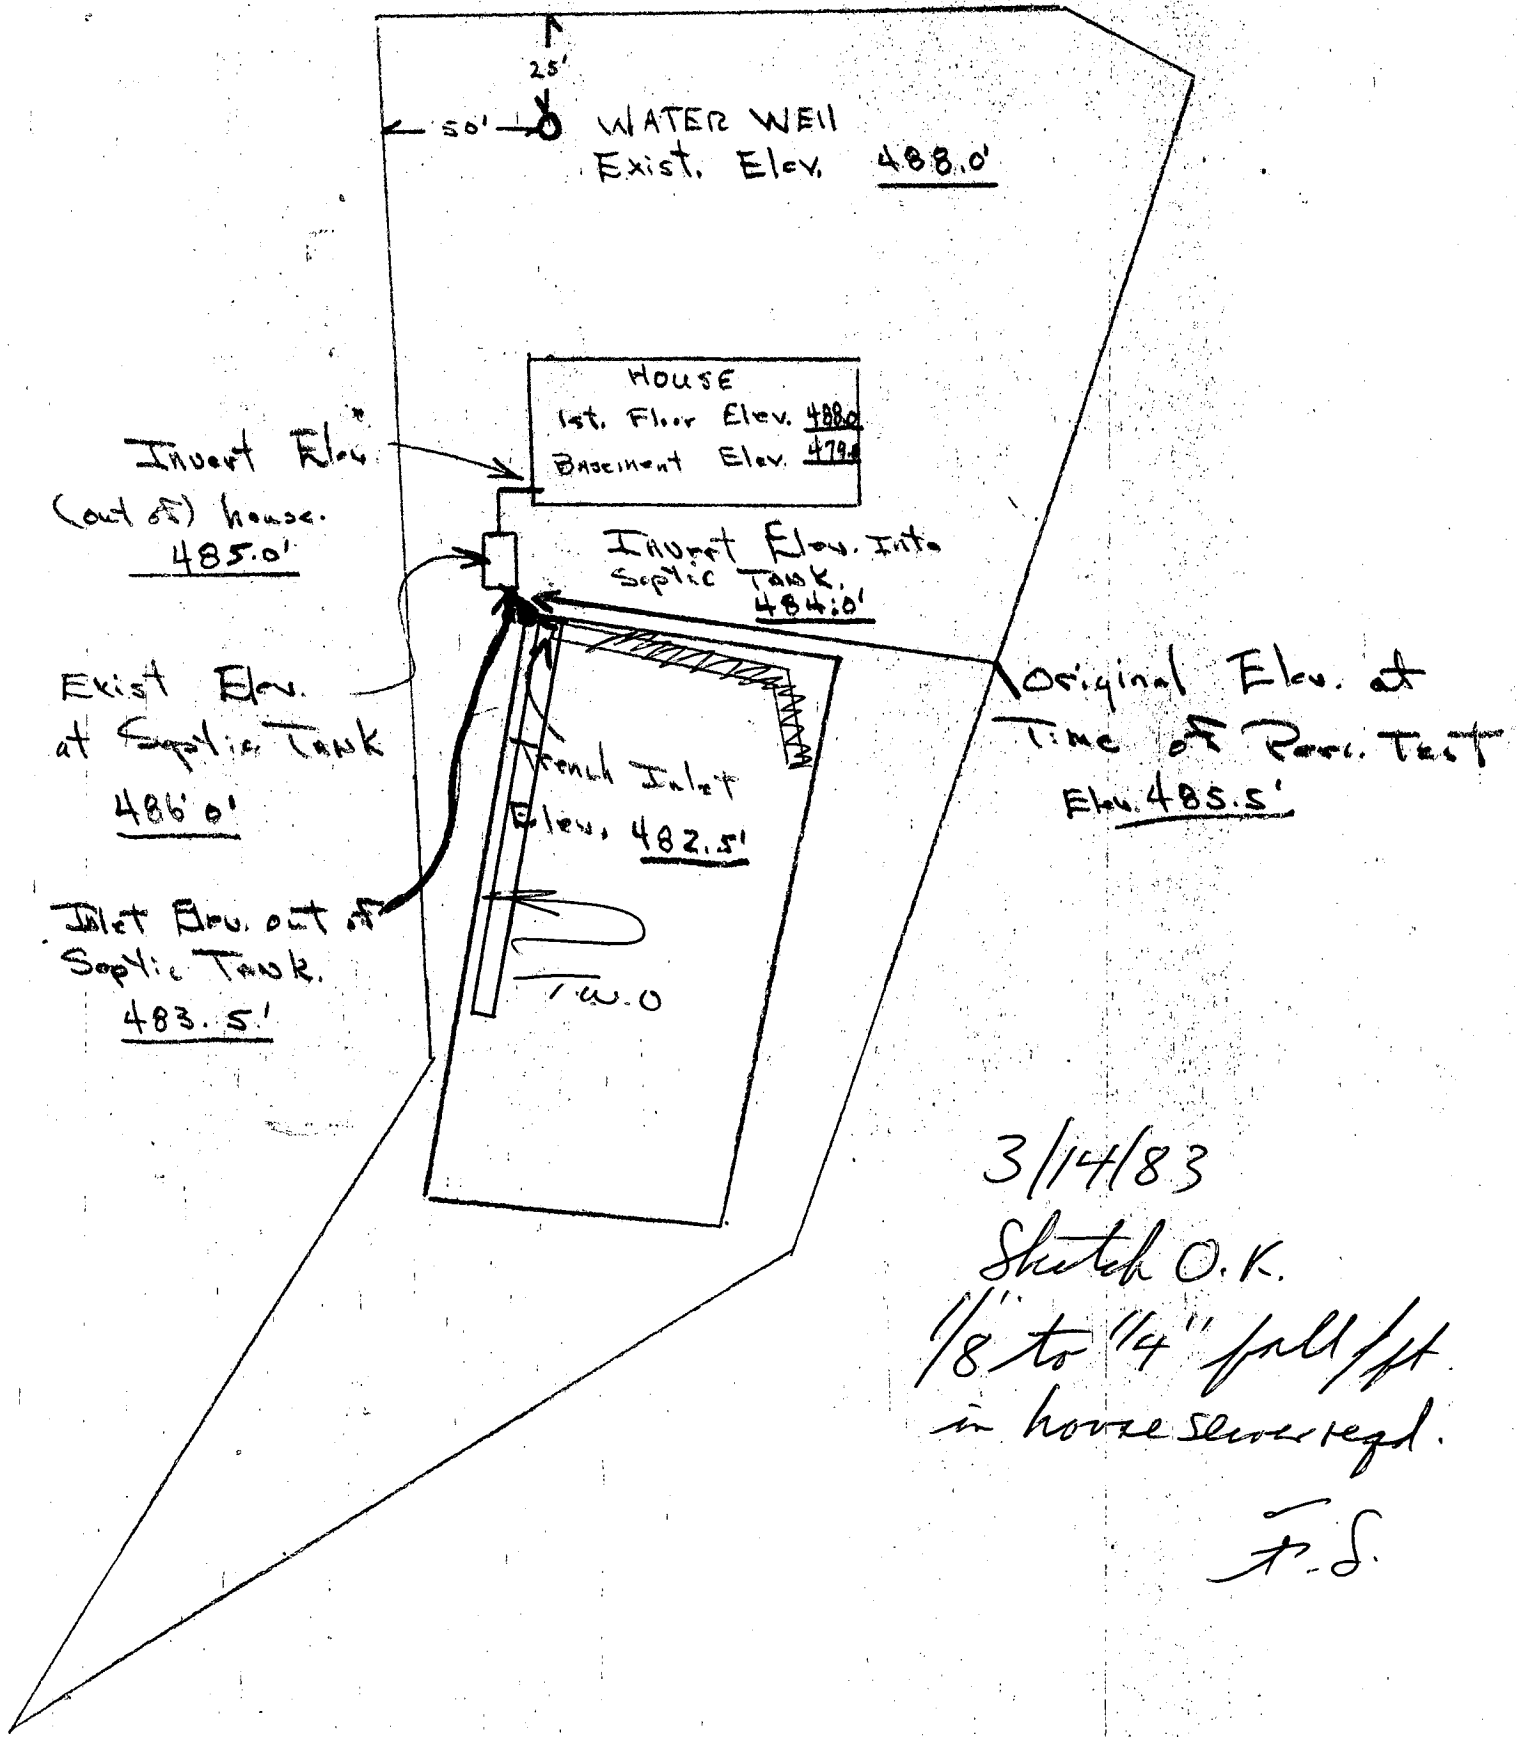 25'
50'
WATER WEll
Exist. Elev. 488.0'
HOUSE
1st. Floor Elev. 488.0
Basement Elev. 479.0
Invert Elev.
(out of) house.
485.0'
Invert Elev. Into
Septic TANK.
484.0'
Exist Elev.
at Septic TANK
486.0'
Original Elev. at
Time of Perc. Test
Elev. 485.5'
Trench Inlet
Elev. 482.5'
Inlet Elev. out of
Septic TANK.
483.5'
3/14/83
Sketch O.K.
1/8" to 1/4" fall/ft.
in house sewer reqd.
F.S.